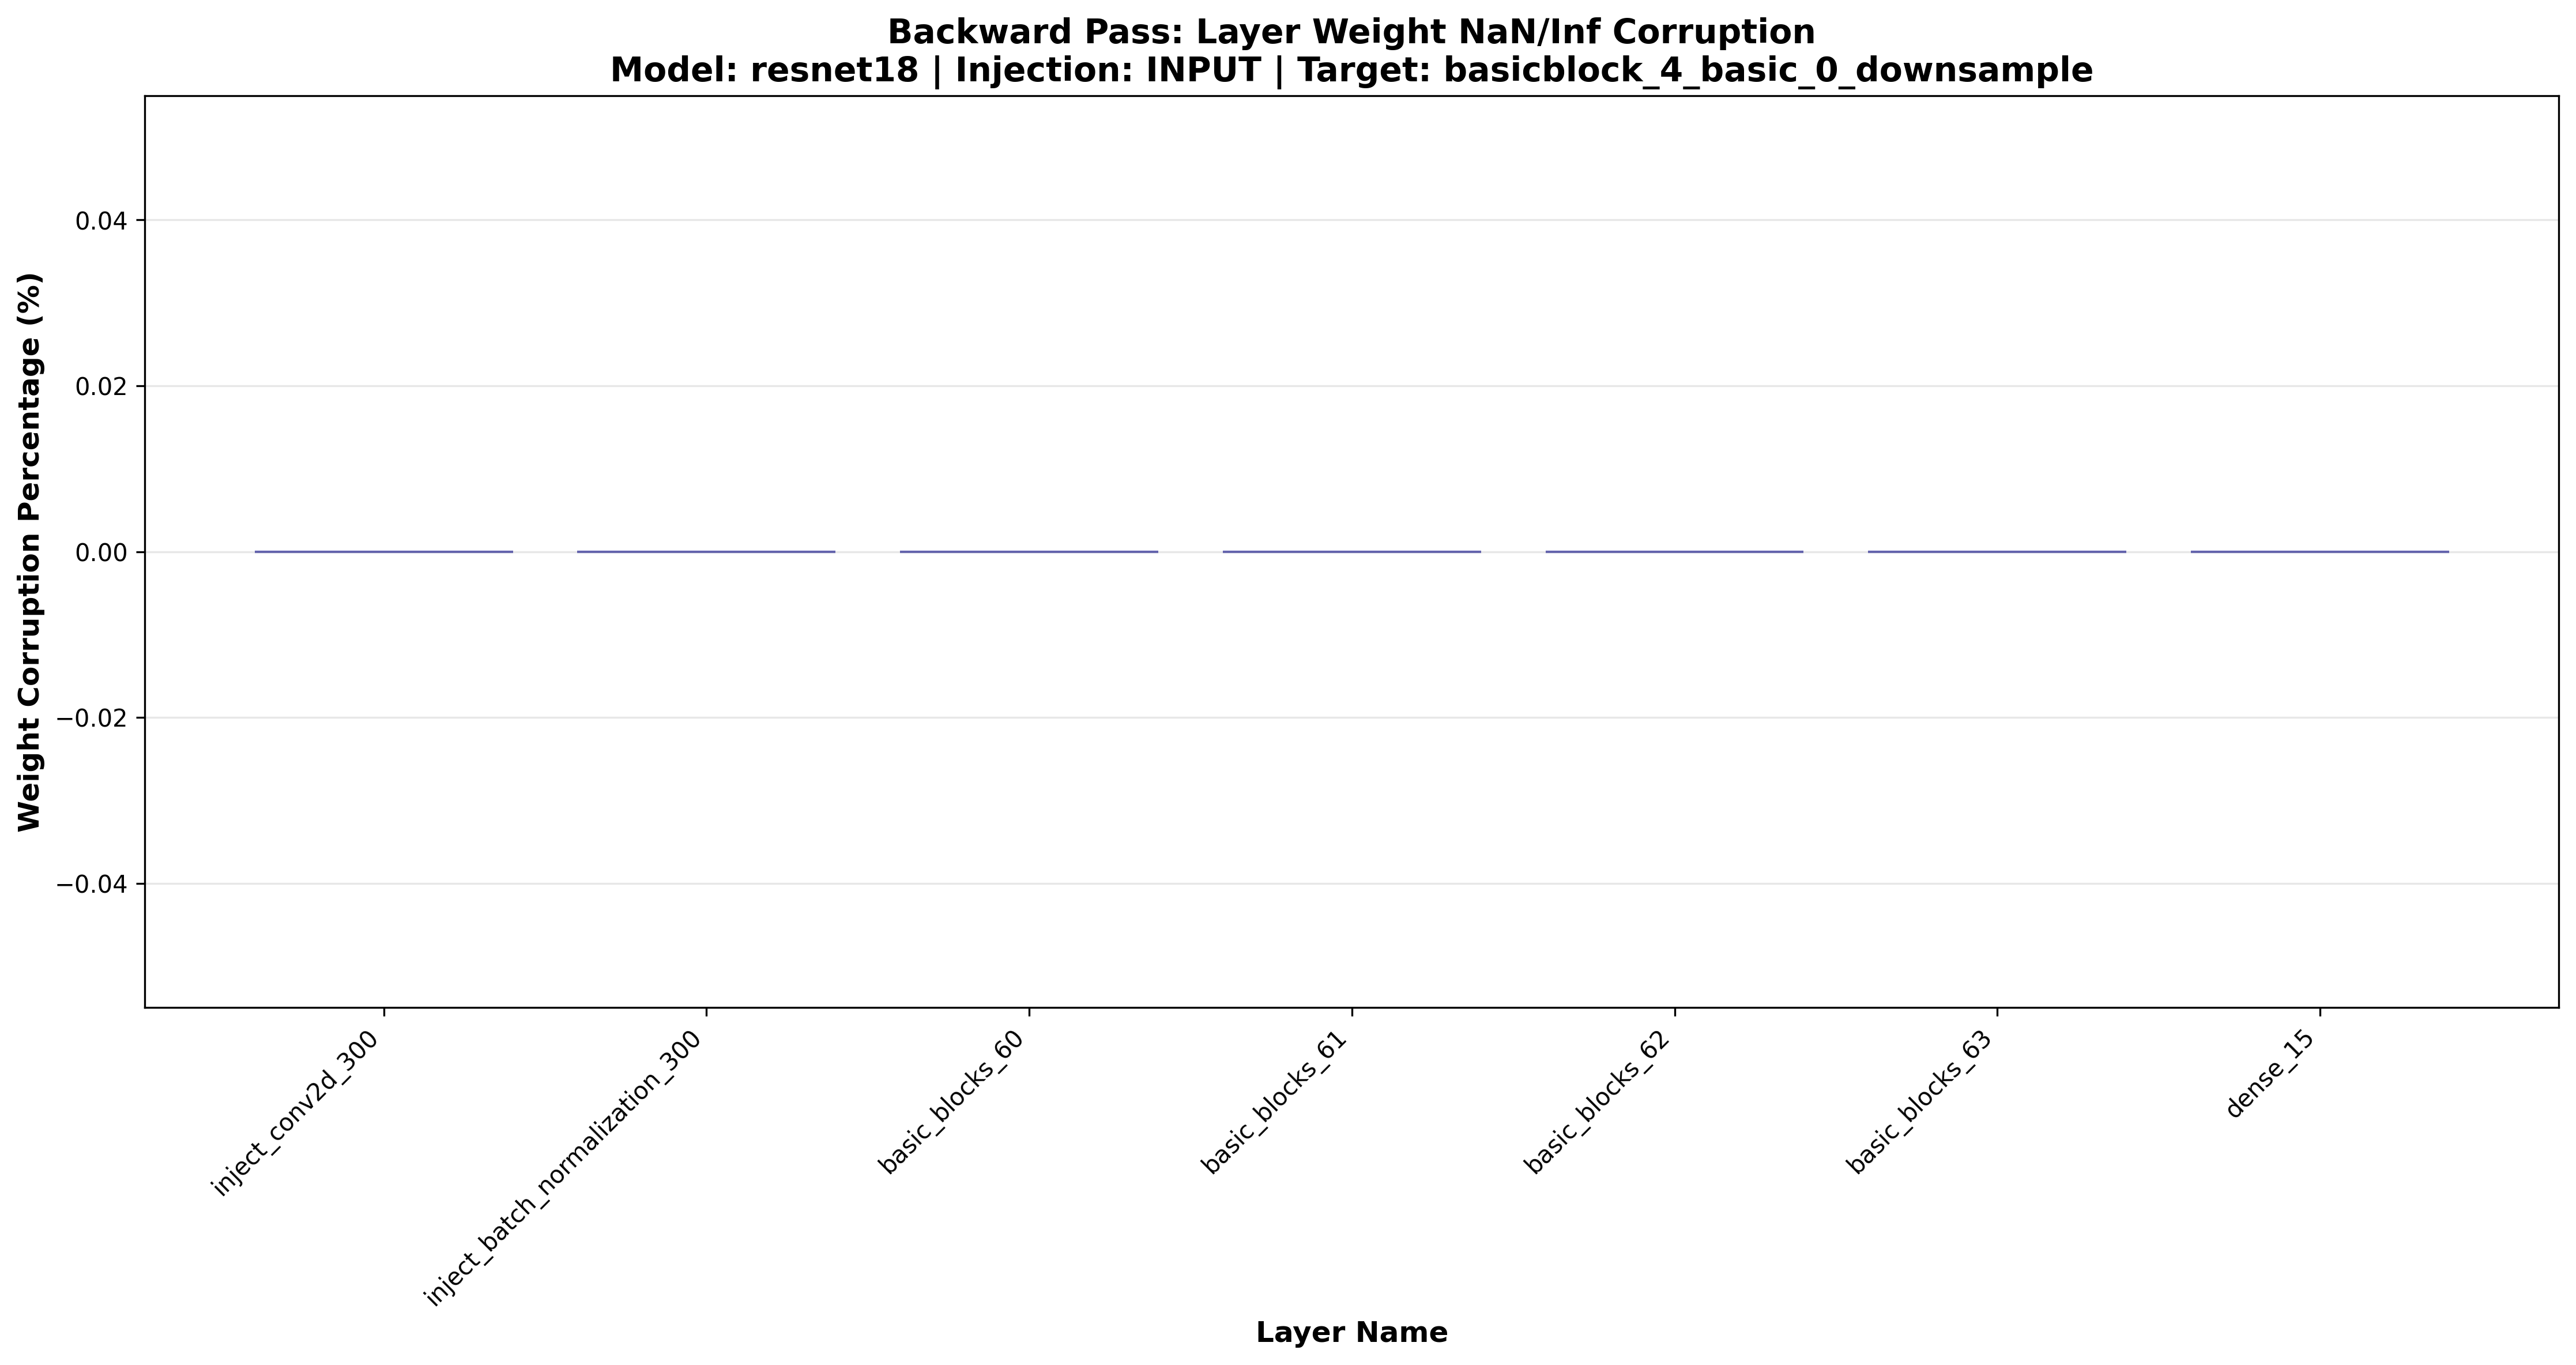 Backward Pass: Layer Weight NaN/Inf Corruption
Model: resnet18 | Injection: INPUT | Target: basicblock_4_basic_0_downsample
Weight Corruption Percentage (%)
0.04
0.02
0.00
−0.02
−0.04
inject_conv2d_300
inject_batch_normalization_300
basic_blocks_60
basic_blocks_61
basic_blocks_62
basic_blocks_63
dense_15
Layer Name